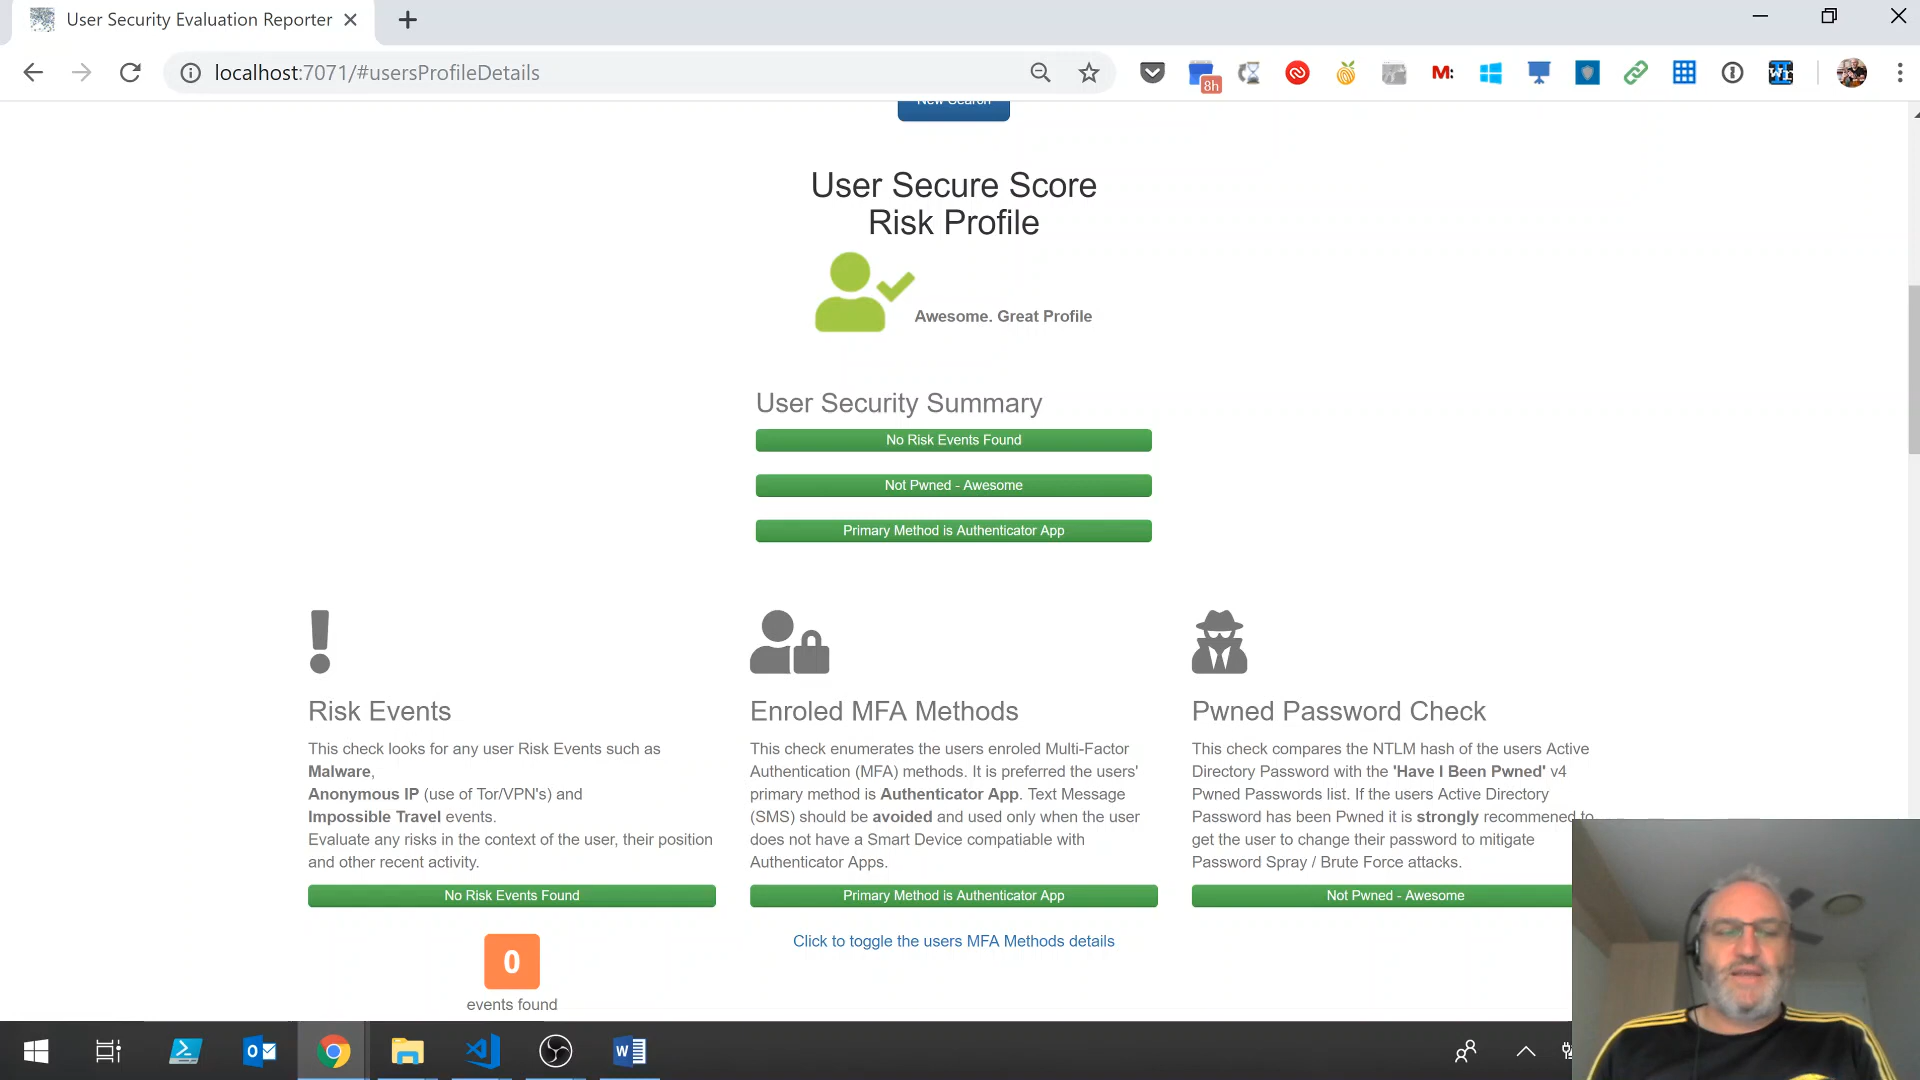 User Security Evaluation Reporter
localhost:7071/#usersProfileDetails
8h
M:
New Search
User Secure Score
Risk Profile
Awesome. Great Profile
User Security Summary
No Risk Events Found
Not Pwned - Awesome
Primary Method is Authenticator App
Risk Events
This check looks for any user Risk Events such as
Malware,
Anonymous IP (use of Tor/VPN's) and
Impossible Travel events.
Evaluate any risks in the context of the user, their position
and other recent activity.
No Risk Events Found
0
events found
Enroled MFA Methods
This check enumerates the users enroled Multi-Factor
Authentication (MFA) methods. It is preferred the users'
primary method is Authenticator App. Text Message
(SMS) should be avoided and used only when the user
does not have a Smart Device compatiable with
Authenticator Apps.
Primary Method is Authenticator App
Click to toggle the users MFA Methods details
Pwned Password Check
This check compares the NTLM hash of the users Active
Directory Password with the 'Have I Been Pwned' v4
Pwned Passwords list. If the users Active Directory
Password has been Pwned it is strongly recommened to
get the user to change their password to mitigate
Password Spray / Brute Force attacks.
Not Pwned - Awesome